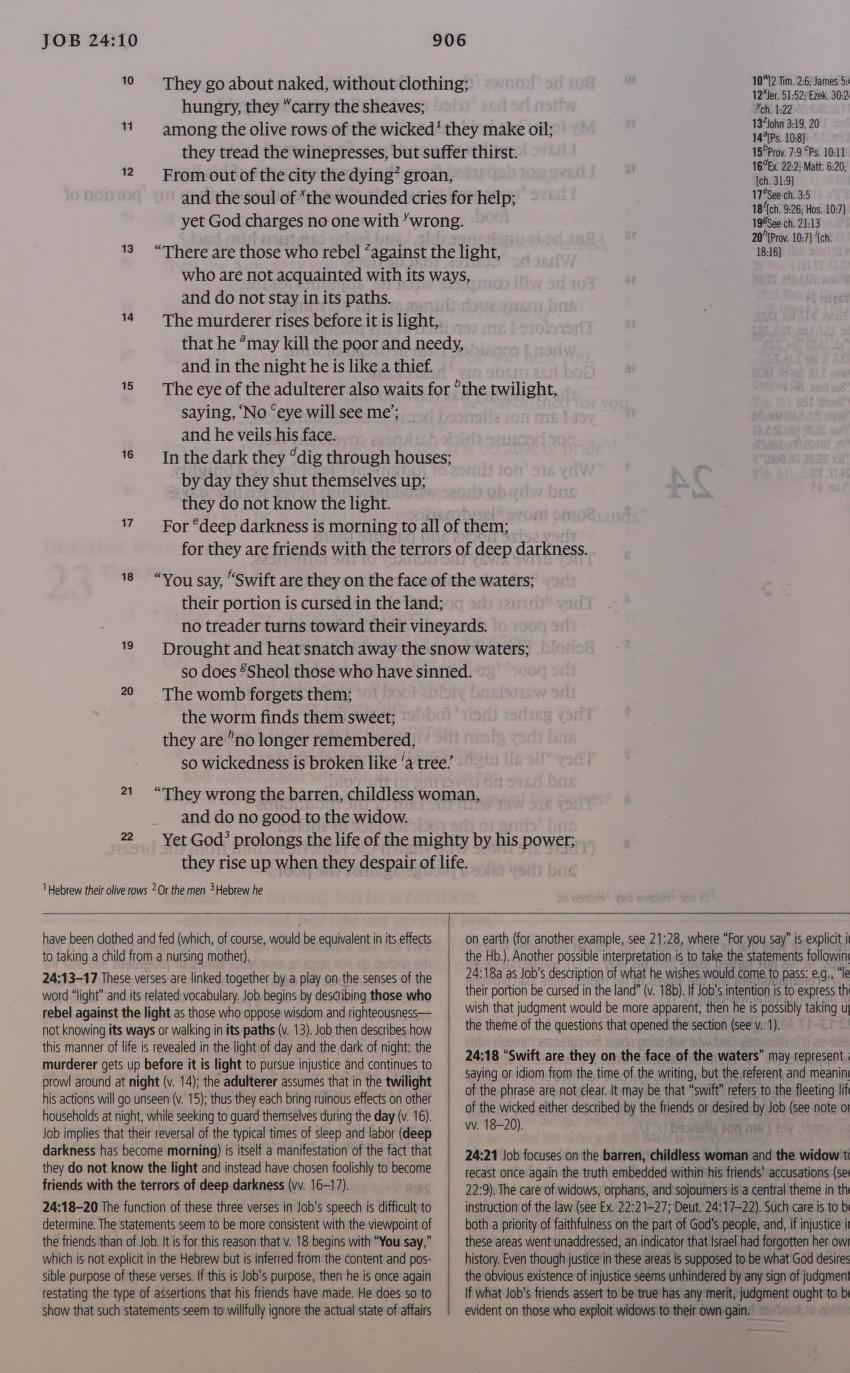 JOB 24:10
906
10 They go about naked, without clothing;
hungry, they w carry the sheaves;
11 among the olive rows of the wicked¹ they make oil;
they tread the winepresses, but suffer thirst.
12 From out of the city the dying² groan,
and the soul of x the wounded cries for help;
yet God charges no one with y wrong.
13 “There are those who rebel z against the light,
who are not acquainted with its ways,
and do not stay in its paths.
14 The murderer rises before it is light,
that he a may kill the poor and needy,
and in the night he is like a thief.
15 The eye of the adulterer also waits for b the twilight,
saying, ‘No c eye will see me’;
and he veils his face.
16 In the dark they d dig through houses;
by day they shut themselves up;
they do not know the light.
17 For e deep darkness is morning to all of them;
for they are friends with the terrors of deep darkness.
18 “You say, f ‘Swift are they on the face of the waters;
their portion is cursed in the land;
no treader turns toward their vineyards.
19 Drought and heat snatch away the snow waters;
so does g Sheol those who have sinned.
20 The womb forgets them;
the worm finds them sweet;
they are h no longer remembered,
so wickedness is broken like i a tree.’
21 “They wrong the barren, childless woman,
and do no good to the widow.
22 Yet God³ prolongs the life of the mighty by his power;
they rise up when they despair of life.
¹ Hebrew their olive rows ² Or the men ³ Hebrew he
10 w [2 Tim. 2:6; James 5:
12 x Jer. 51:52; Ezek. 30:2
y ch. 1:22
13 z John 3:19, 20
14 a [Ps. 10:8]
15 b Prov. 7:9 c Ps. 10:11
16 d Ex. 22:2; Matt. 6:20;
[ch. 31:9]
17 e See ch. 3:5
18 f [ch. 9:26; Hos. 10:7]
19 g See ch. 21:13
20 h [Prov. 10:7] i [ch.
18:16]
have been clothed and fed (which, of course, would be equivalent in its effects
to taking a child from a nursing mother).
24:13–17 These verses are linked together by a play on the senses of the
word “light” and its related vocabulary. Job begins by describing those who
rebel against the light as those who oppose wisdom and righteousness—
not knowing its ways or walking in its paths (v. 13). Job then describes how
this manner of life is revealed in the light of day and the dark of night: the
murderer gets up before it is light to pursue injustice and continues to
prowl around at night (v. 14); the adulterer assumes that in the twilight
his actions will go unseen (v. 15); thus they each bring ruinous effects on other
households at night, while seeking to guard themselves during the day (v. 16).
Job implies that their reversal of the typical times of sleep and labor (deep
darkness has become morning) is itself a manifestation of the fact that
they do not know the light and instead have chosen foolishly to become
friends with the terrors of deep darkness (vv. 16–17).
24:18–20 The function of these three verses in Job’s speech is difficult to
determine. The statements seem to be more consistent with the viewpoint of
the friends than of Job. It is for this reason that v. 18 begins with “You say,”
which is not explicit in the Hebrew but is inferred from the content and pos-
sible purpose of these verses. If this is Job’s purpose, then he is once again
restating the type of assertions that his friends have made. He does so to
show that such statements seem to willfully ignore the actual state of affairs
on earth (for another example, see 21:28, where “For you say” is explicit i
the Hb.). Another possible interpretation is to take the statements following
24:18a as Job’s description of what he wishes would come to pass: e.g., “le
their portion be cursed in the land” (v. 18b). If Job’s intention is to express th
wish that judgment would be more apparent, then he is possibly taking u
the theme of the questions that opened the section (see v. 1).
24:18 “Swift are they on the face of the waters” may represent a
saying or idiom from the time of the writing, but the referent and meanin
of the phrase are not clear. It may be that “swift” refers to the fleeting lif
of the wicked either described by the friends or desired by Job (see note o
vv. 18–20).
24:21 Job focuses on the barren, childless woman and the widow t
recast once again the truth embedded within his friends’ accusations (se
22:9). The care of widows, orphans, and sojourners is a central theme in th
instruction of the law (see Ex. 22:21–27; Deut. 24:17–22). Such care is to b
both a priority of faithfulness on the part of God’s people, and, if injustice i
these areas went unaddressed, an indicator that Israel had forgotten her own
history. Even though justice in these areas is supposed to be what God desires
the obvious existence of injustice seems unhindered by any sign of judgment
If what Job’s friends assert to be true has any merit, judgment ought to b
evident on those who exploit widows to their own gain.